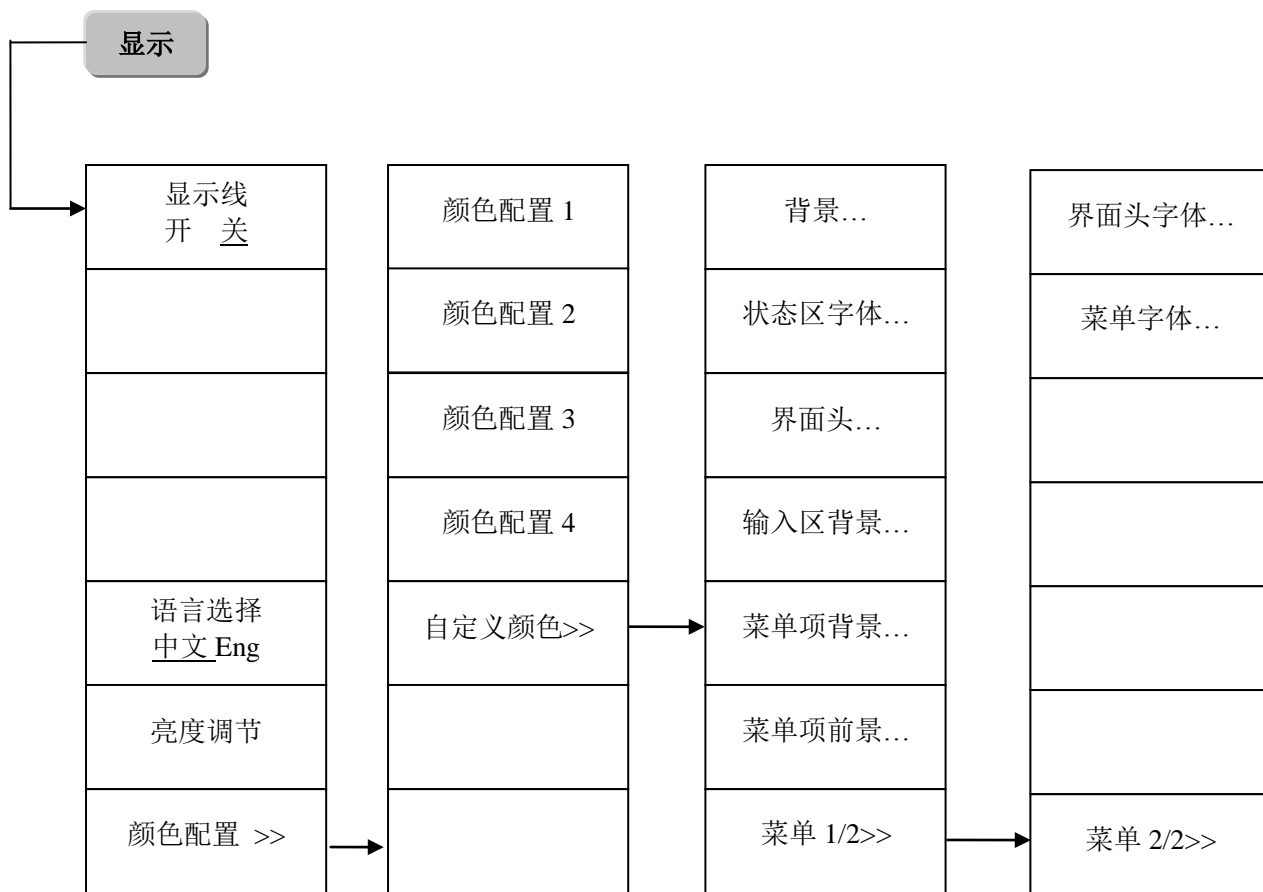 显示
显示线
开 关
语言选择
中文 Eng
亮度调节
颜色配置 >>
颜色配置 1
颜色配置 2
颜色配置 3
颜色配置 4
自定义颜色>>
背景…
状态区字体…
界面头…
输入区背景…
菜单项背景…
菜单项前景…
菜单 1/2>>
界面头字体…
菜单字体…
菜单 2/2>>